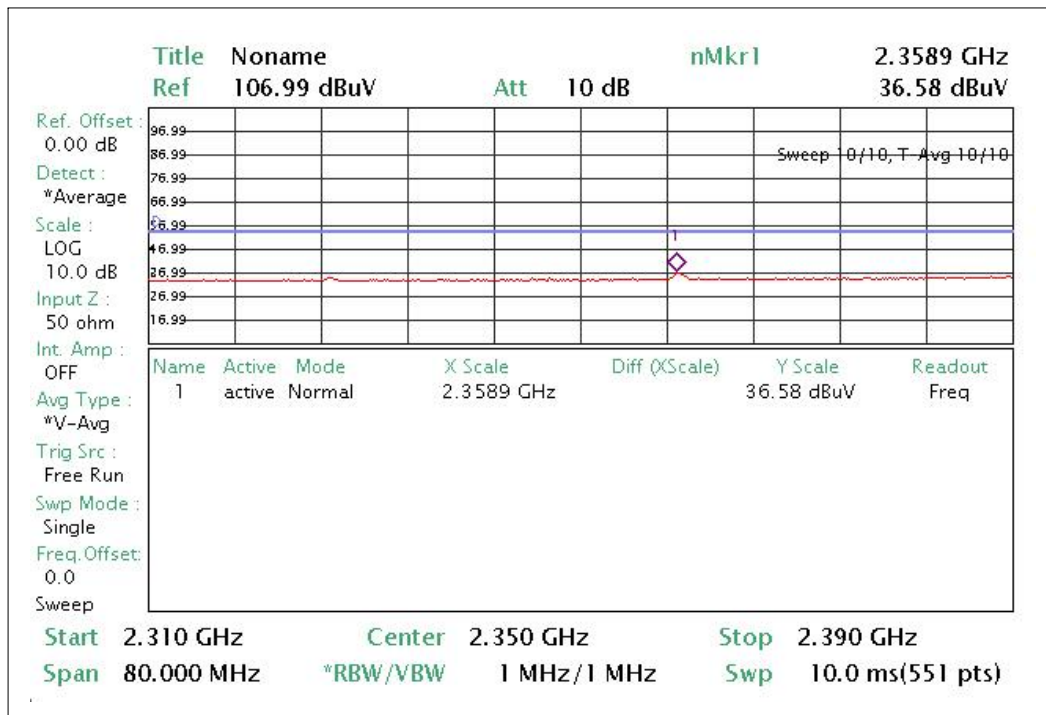 Title Noname nMkr1 2.3589 GHz
Ref 106.99 dBuV Att 10 dB 36.58 dBuV
Ref. Offset :
0.00 dB
Detect :
*Average
Scale :
LOG
10.0 dB
Input Z :
50 ohm
Int. Amp :
OFF
Avg Type :
*V-Avg
Trig Src :
Free Run
Swp Mode :
Single
Freq.Offset:
0.0
Sweep
96.99
86.99
Sweep 10/10, T-Avg 10/10
76.99
66.99
56.99
46.99
1
26.99
26.99
16.99
Name Active Mode X Scale Diff (XScale) Y Scale Readout
1 active Normal 2.3589 GHz 36.58 dBuV Freq
Start 2.310 GHz Center 2.350 GHz Stop 2.390 GHz
Span 80.000 MHz *RBW/VBW 1 MHz/1 MHz Swp 10.0 ms(551 pts)